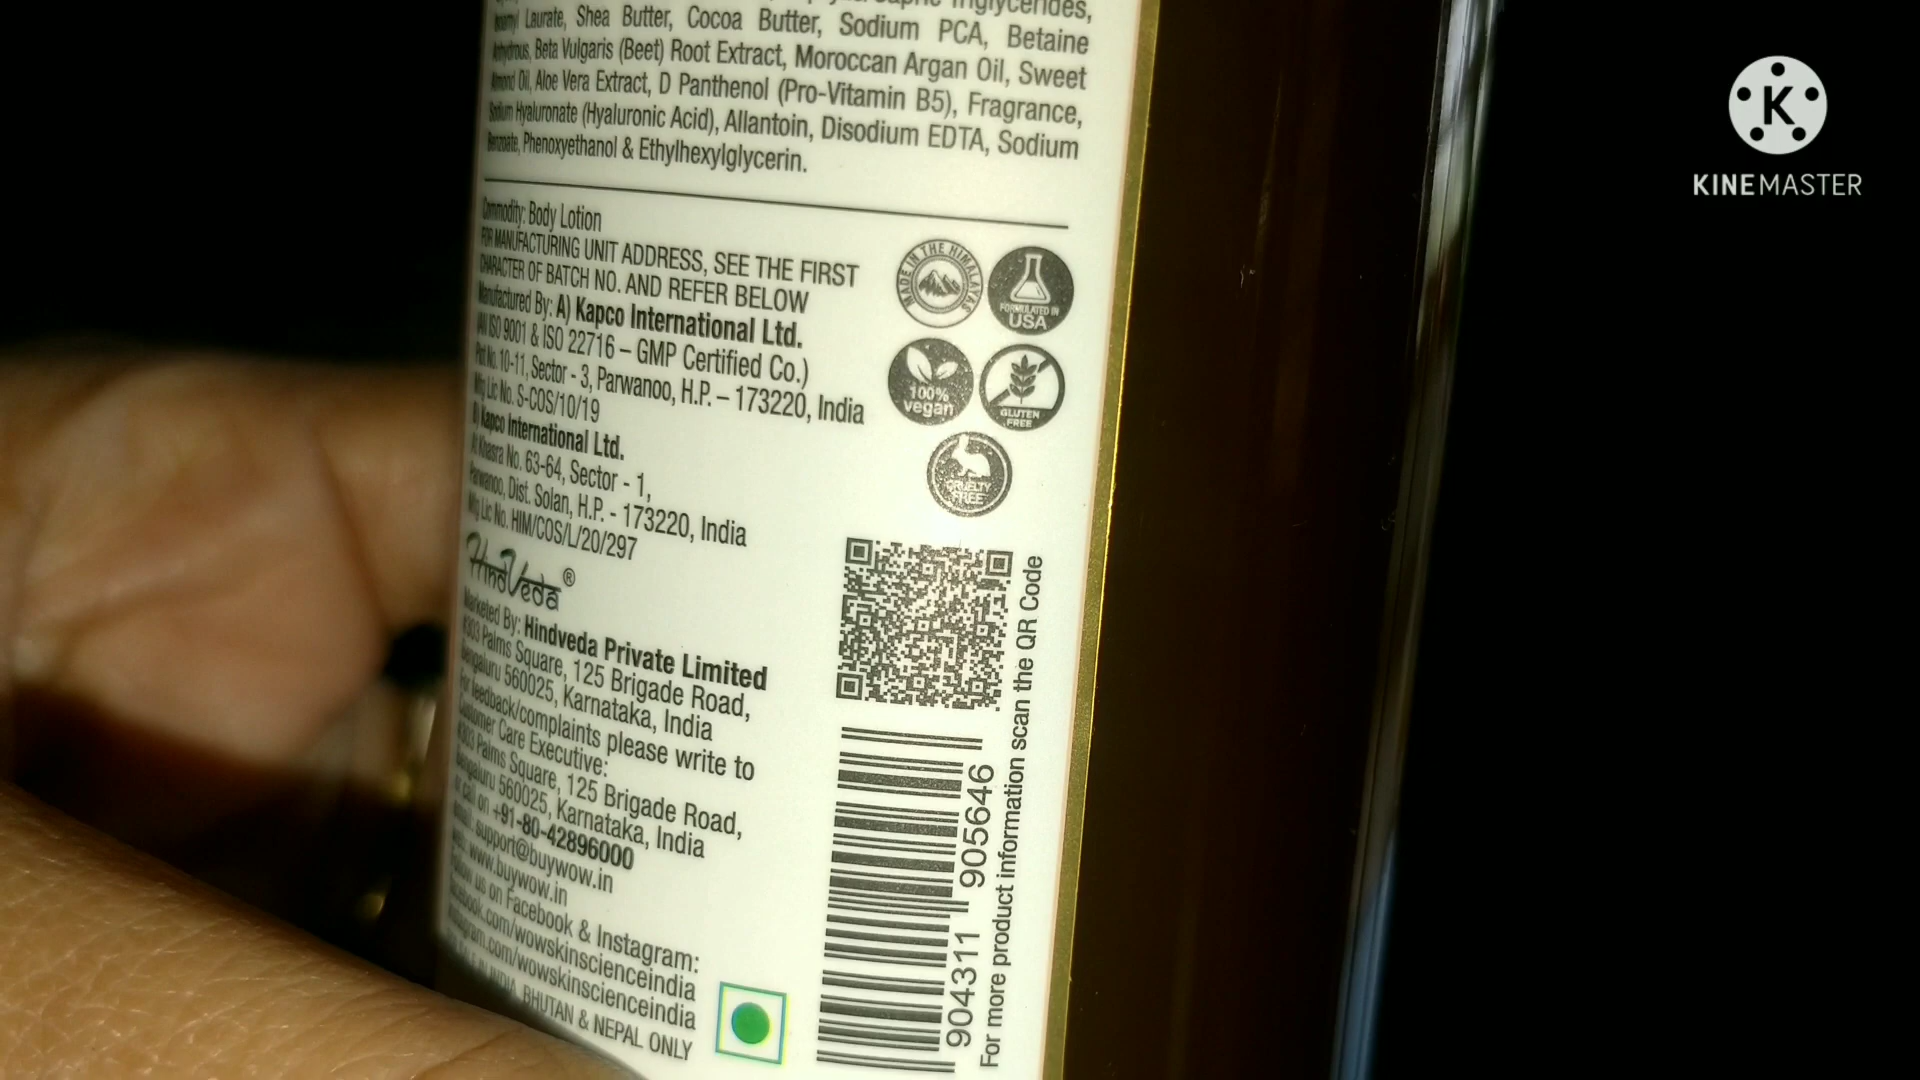 Triglycerides,
Laurate, Shea Butter, Cocoa Butter, Sodium PCA, Betaine
Anhydrous, Beta Vulgaris (Beet) Root Extract, Moroccan Argan Oil, Sweet
Almond Oil, Aloe Vera Extract, D Panthenol (Pro-Vitamin B5), Fragrance,
Sodium Hyaluronate (Hyaluronic Acid), Allantoin, Disodium EDTA, Sodium
Benzoate, Phenoxyethanol & Ethylhexylglycerin.
Commodity: Body Lotion
FOR MANUFACTURING UNIT ADDRESS, SEE THE FIRST
CHARACTER OF BATCH NO. AND REFER BELOW
Manufactured By: A) Kapco International Ltd.
(An ISO 9001 & ISO 22716 – GMP Certified Co.)
Plot No. 10-11, Sector - 3, Parwanoo, H.P. – 173220, India
Mfg Lic No. S-COS/10/19
B) Kapco International Ltd.
At Khasra No. 63-64, Sector - 1,
Parwanoo, Dist. Solan, H.P. - 173220, India
Mfg Lic No. HIM/COS/L/20/297
HindVeda®
Marketed By: Hindveda Private Limited
#303 Palms Square, 125 Brigade Road,
Bengaluru 560025, Karnataka, India
For feedback/complaints please write to
Customer Care Executive:
#303 Palms Square, 125 Brigade Road,
Bengaluru 560025, Karnataka, India
or call on +91-80-42896000
email: support@buywow.in
web: www.buywow.in
Follow us on Facebook & Instagram:
facebook.com/wowskinscienceindia
instagram.com/wowskinscienceindia
INDIA, BHUTAN & NEPAL ONLY
MADE IN THE HIMALAYAS
FORMULATED IN
USA
100%
vegan
GLUTEN
FREE
CRUELTY
FREE
For more product information scan the QR Code
904311 905646
K
KINEMASTER